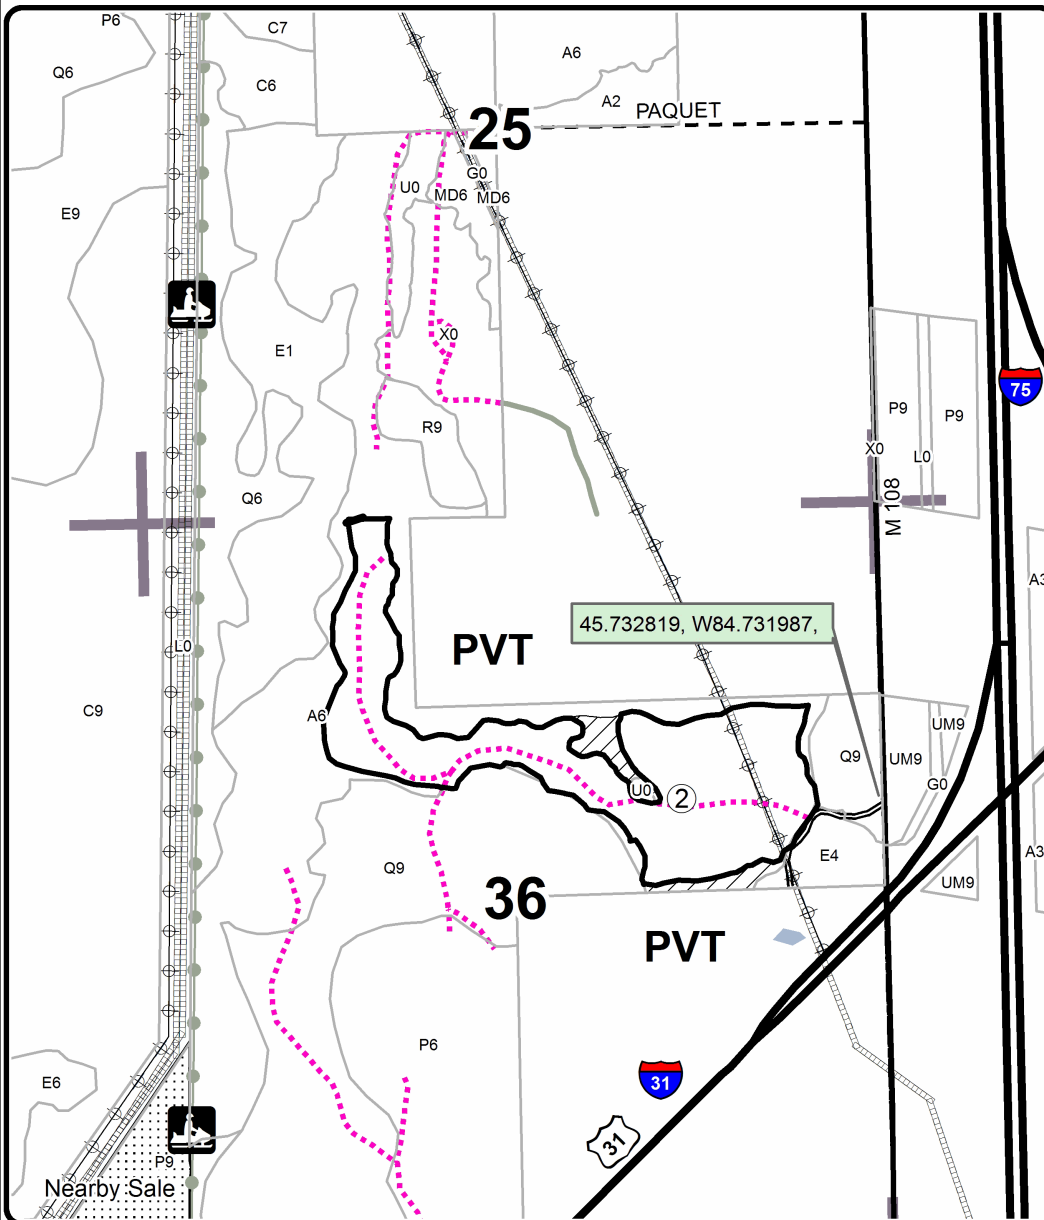 P6
C7
Q6
C6
A6
A2
PAQUET
25
G0
U0
MD6
MD6
E9
X0
E1
75
P9
P9
R9
X0
L0
Q6
M 108
A3
45.732819, W84.731987,
L0
PVT
C9
A6
UM9
Q9
UM9
G0
U0
2
E4
A3
Q9
UM9
36
PVT
P6
E6
31
31
P9
Nearby Sale